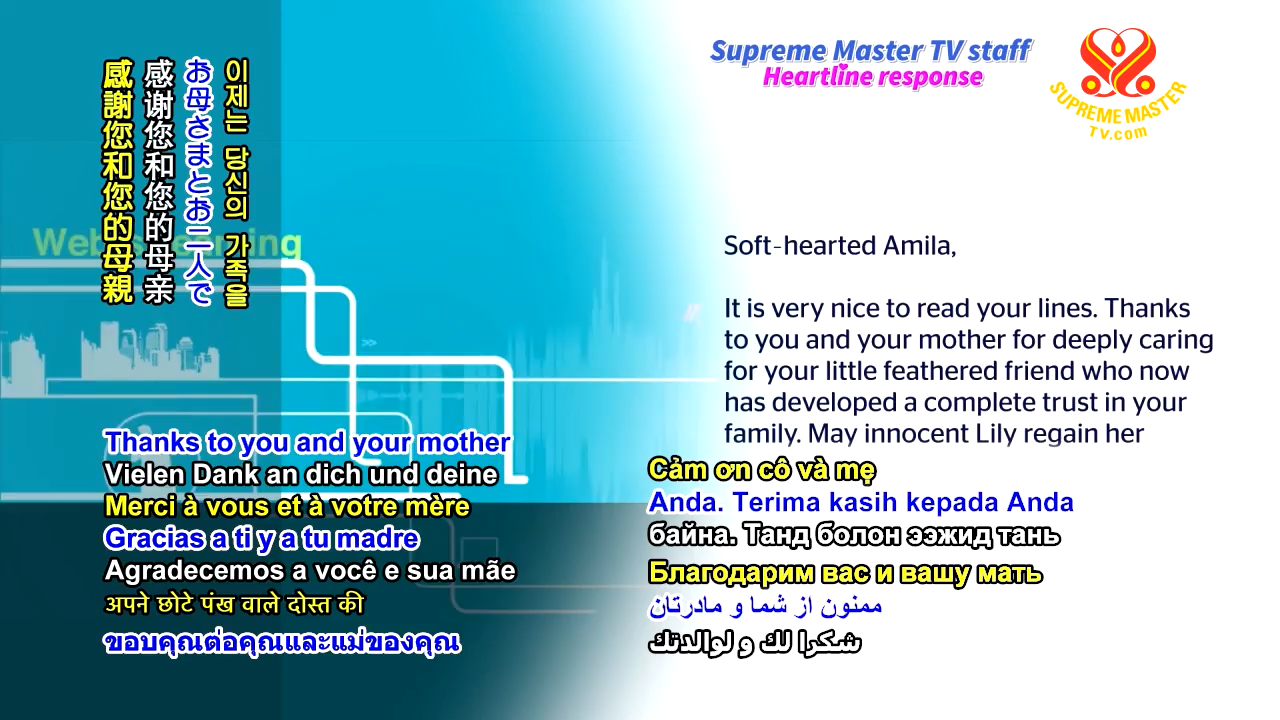 Supreme Master TV staff
Heartline response
SUPREME MASTER
TV.com
感謝您和您的母親
感谢您和您的母亲
お母さまとお二人で
이제는 당신의 가족을
Soft-hearted Amila,
It is very nice to read your lines. Thanks
to you and your mother for deeply caring
for your little feathered friend who now
has developed a complete trust in your
family. May innocent Lily regain her
Thanks to you and your mother
Vielen Dank an dich und deine
Merci à vous et à votre mère
Gracias a ti y a tu madre
Agradecemos a você e sua mãe
अपने छोटे पंख वाले दोस्त की
ขอบคุณต่อคุณและแม่ของคุณ
Cảm ơn cô và mẹ
Anda. Terima kasih kepada Anda
байна. Танд болон ээжид тань
Благодарим вас и вашу мать
ممنون از شما و مادرتان
شكرا لك و لوالدتك